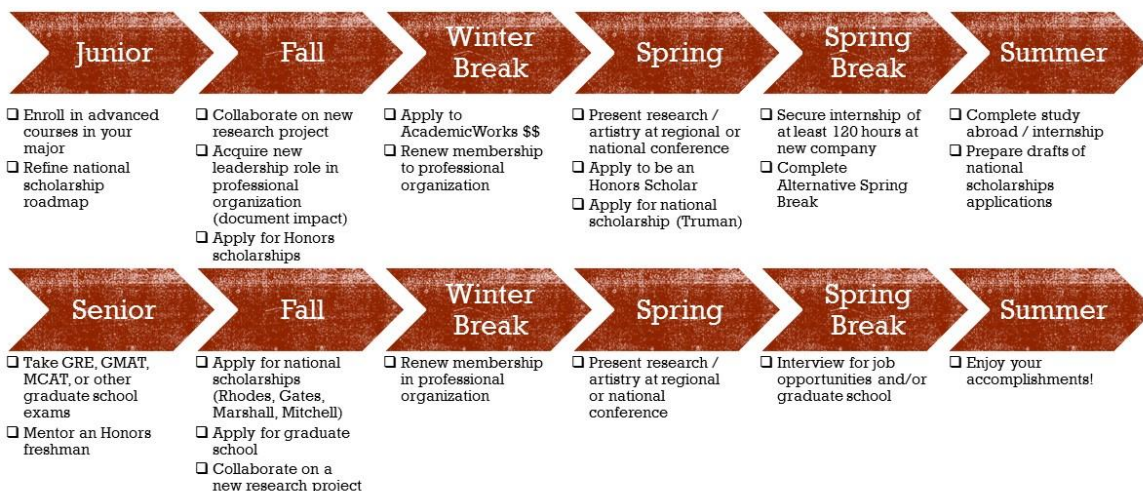 Junior
Fall
Winter
Break
Spring
Spring
Break
Summer
❑ Enroll in advanced
courses in your
major
❑ Refine national
scholarship
roadmap
❑ Collaborate on new
research project
❑ Acquire new
leadership role in
professional
organization
(document impact)
❑ Apply for Honors
scholarships
❑ Apply to
AcademicWorks $$
❑ Renew membership
to professional
organization
❑ Present research /
artistry at regional or
national conference
❑ Apply to be an
Honors Scholar
❑ Apply for national
scholarship (Truman)
❑ Secure internship of
at least 120 hours at
new company
❑ Complete
Alternative Spring
Break
❑ Complete study
abroad / internship
❑ Prepare drafts of
national
scholarships
applications
Senior
Fall
Winter
Break
Spring
Spring
Break
Summer
❑ Take GRE, GMAT,
MCAT, or other
graduate school
exams
❑ Mentor an Honors
freshman
❑ Apply for national
scholarships
(Rhodes, Gates,
Marshall, Mitchell)
❑ Apply for graduate
school
❑ Collaborate on a
new research project
❑ Renew membership
in professional
organization
❑ Present research /
artistry at regional
or national
conference
❑ Interview for job
opportunities and/or
graduate school
❑ Enjoy your
accomplishments!